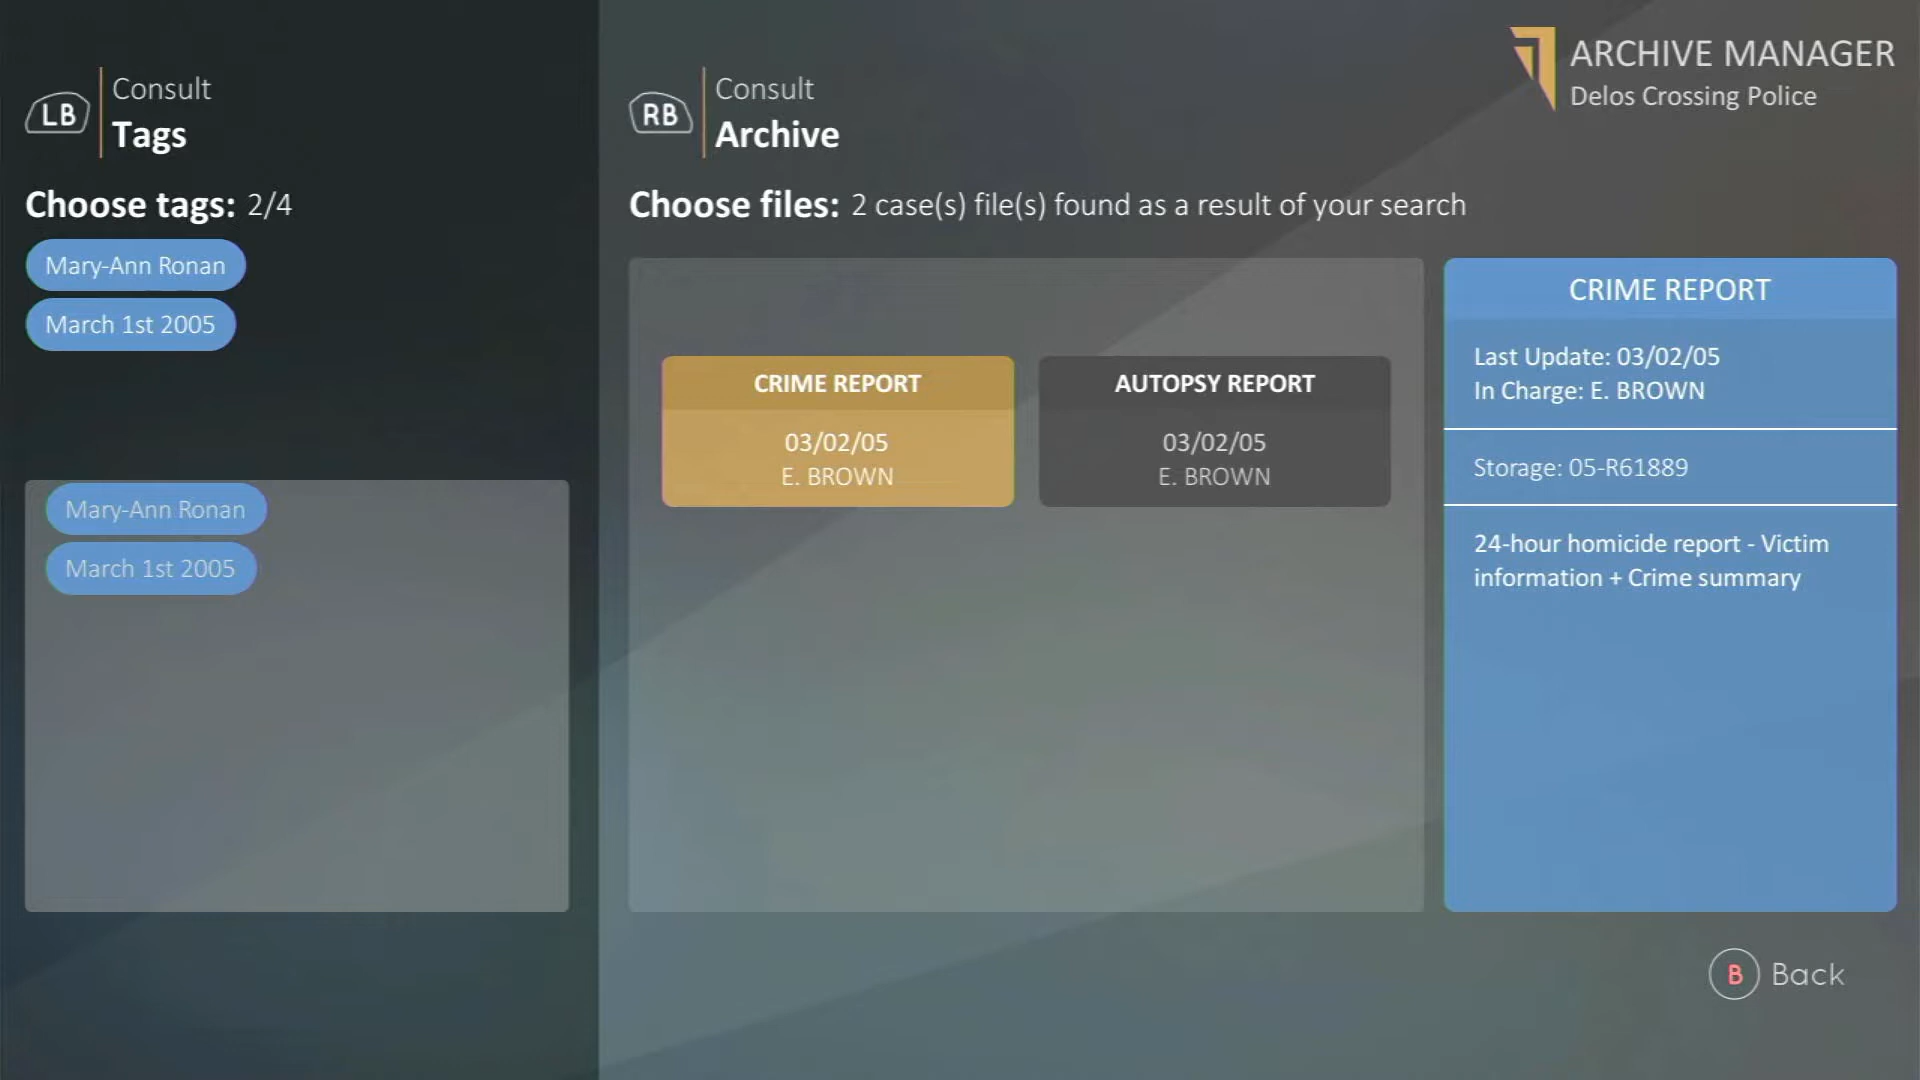 LB
Consult
Tags
Choose tags: 2/4
Mary-Ann Ronan
March 1st 2005
Mary-Ann Ronan
March 1st 2005
RB
Consult
Archive
Choose files: 2 case(s) file(s) found as a result of your search
CRIME REPORT
03/02/05
E. BROWN
AUTOPSY REPORT
03/02/05
E. BROWN
ARCHIVE MANAGER
Delos Crossing Police
CRIME REPORT
Last Update: 03/02/05
In Charge: E. BROWN
Storage: 05-R61889
24-hour homicide report - Victim
information + Crime summary
B Back